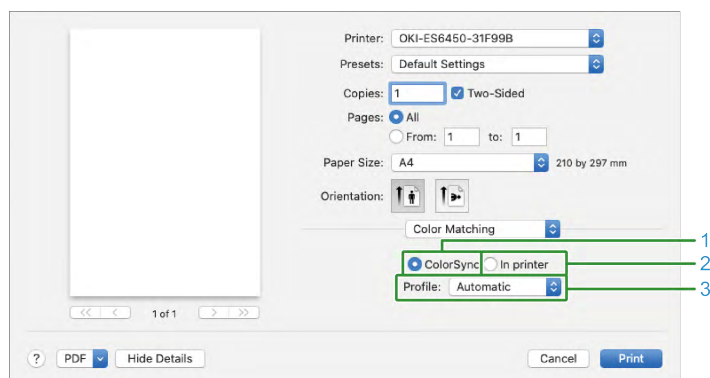 Printer: OKI-ES6450-31F99B
Presets: Default Settings
Copies: 1 Two-Sided
Pages: All
From: 1 to: 1
Paper Size: A4 210 by 297 mm
Orientation:
Color Matching
1
ColorSync In printer 2
Profile: Automatic 3
<< < 1 of 1 > >>
? PDF Hide Details Cancel Print